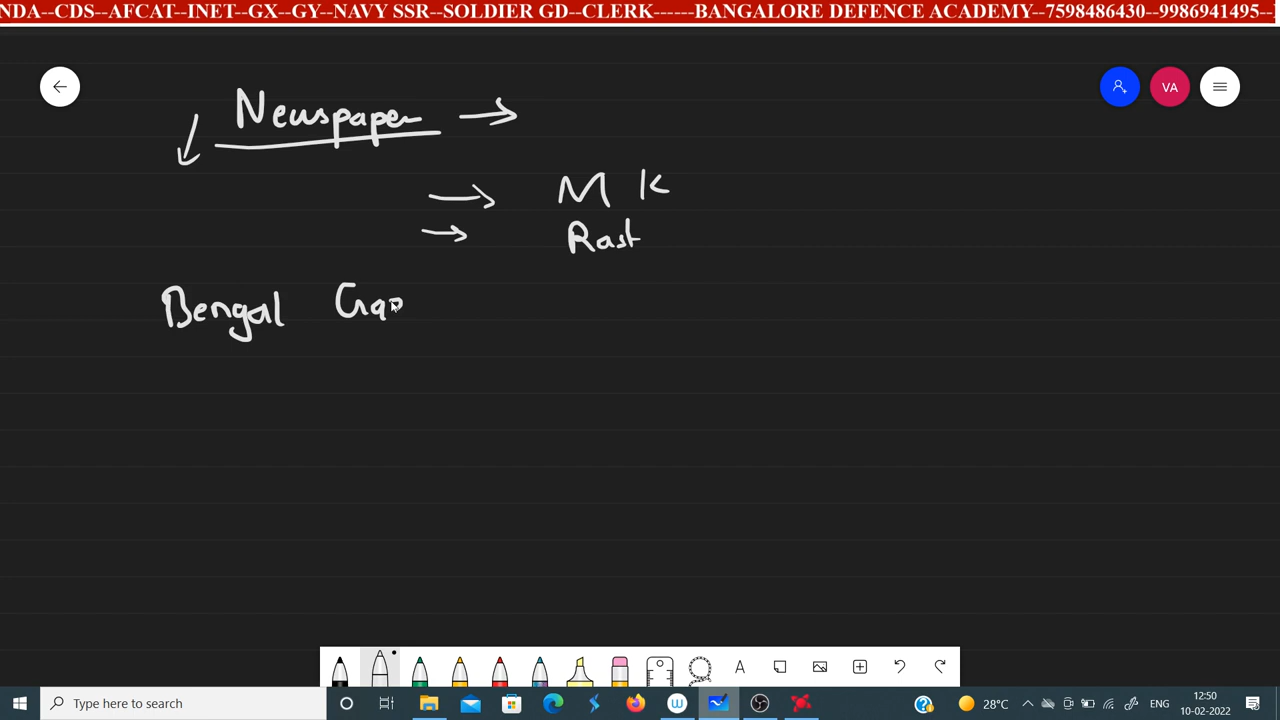 NDA--CDS--AFCAT--INET--GX--GY--NAVY SSR--SOLDIER GD--CLERK------BANGALORE DEFENCE ACADEMY--7598486430--9986941495--
VA
Newspaper
M K
Rast
Bengal Gaz
A
Type here to search
W
28°C
ENG
12:50
10-02-2022